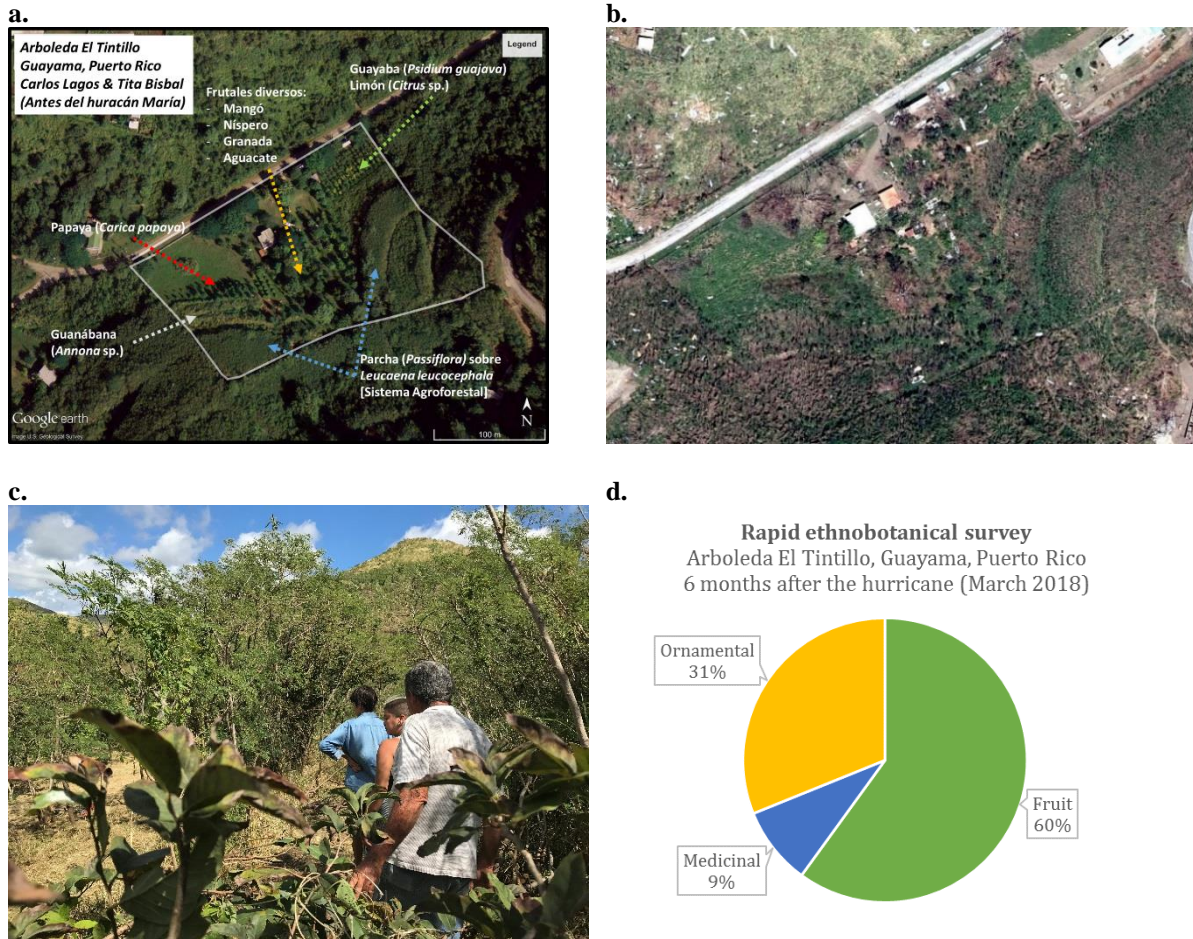 a.
Arboleda El Tintillo
Guayama, Puerto Rico
Carlos Lagos & Tita Bisbal
(Antes del huracán María)
Legend
Guayaba (Psidium guajava)
Limón (Citrus sp.)
Frutales diversos:
- Mangó
- Níspero
- Granada
- Aguacate
Papaya (Carica papaya)
Guanábana
(Annona sp.)
Parcha (Passiflora) sobre
Leucaena leucocephala
[Sistema Agroforestal]
Google earth
Image U.S. Geological Survey
N
100 m
b.
c.
d.
Rapid ethnobotanical survey
Arboleda El Tintillo, Guayama, Puerto Rico
6 months after the hurricane (March 2018)
Ornamental
31%
Fruit
60%
Medicinal
9%